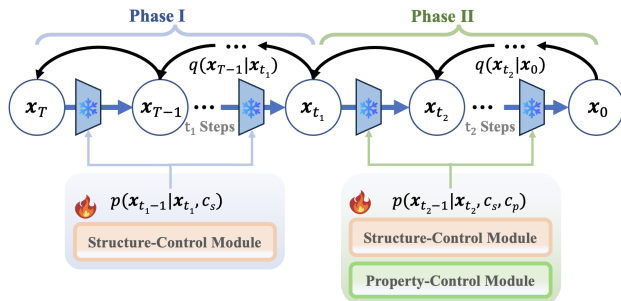 Phase I
Phase II
... ...
q(x_{T−1}|x_{t_1}) q(x_{t_2}|x_0)
x_T x_{T−1} ... x_{t_1} x_{t_2} ... x_0
t_1 Steps t_2 Steps
p(x_{t_1−1}|x_{t_1}, c_s)
Structure-Control Module
p(x_{t_2−1}|x_{t_2}, c_s, c_p)
Structure-Control Module
Property-Control Module